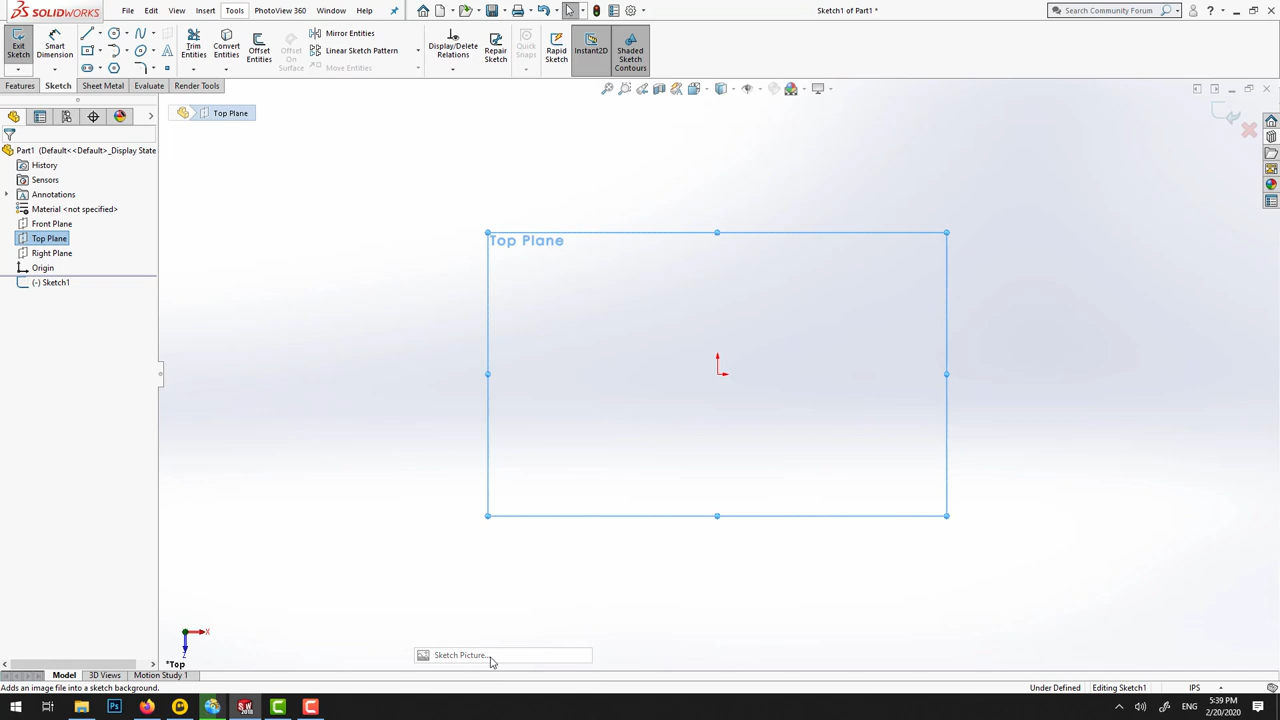 SOLIDWORKS
File Edit View Insert Tools PhotoView 360 Window Help
Sketch1 of Part1 *
Search Community Forum
Exit Sketch
Smart Dimension
Trim Entities
Convert Entities
Offset Entities
Offset On Surface
Mirror Entities
Linear Sketch Pattern
Move Entities
Display/Delete Relations
Repair Sketch
Quick Snaps
Rapid Sketch
Instant2D
Shaded Sketch Contours
Features Sketch Sheet Metal Evaluate Render Tools
Top Plane
Part1 (Default<<Default>_Display State
History
Sensors
Annotations
Material <not specified>
Front Plane
Top Plane
Right Plane
Origin
(-) Sketch1
Top Plane
X
Z
*Top
Sketch Picture...
Model 3D Views Motion Study 1
Adds an image file into a sketch background.
Under Defined Editing Sketch1 IPS
Ps
SW
2018
5:39 PM
2/20/2020